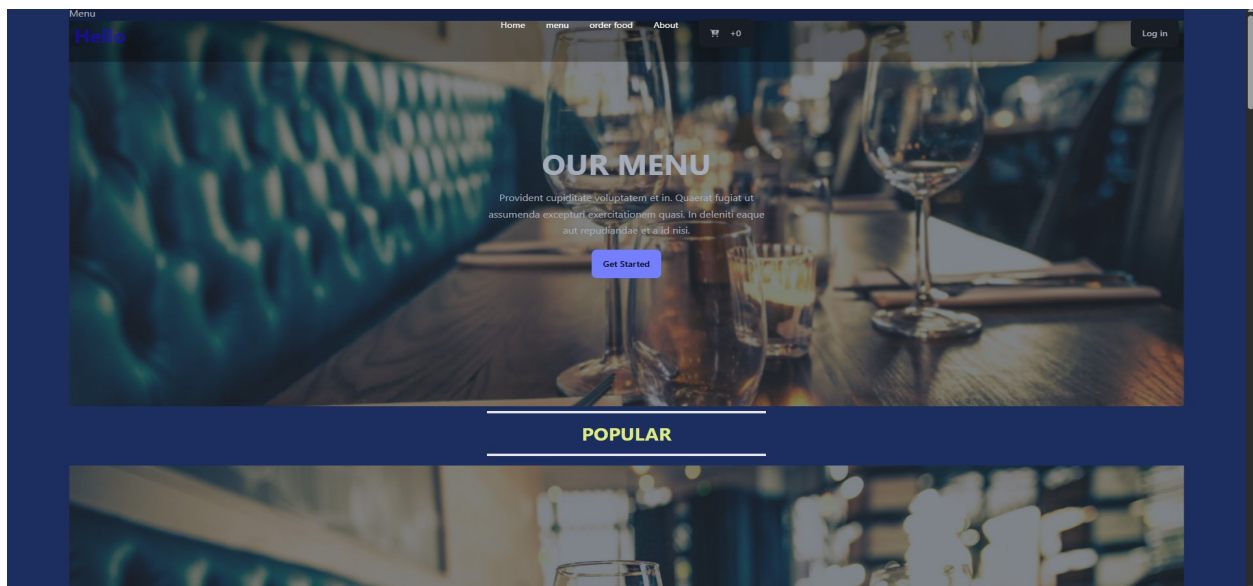 Menu
Hello
Home menu order food About +0 Log in
OUR MENU
Provident cupiditate voluptatem et in. Quaerat fugiat ut
assumenda excepturi exercitationem quasi. In deleniti eaque
aut repudiandae et a id nisi.
Get Started
POPULAR